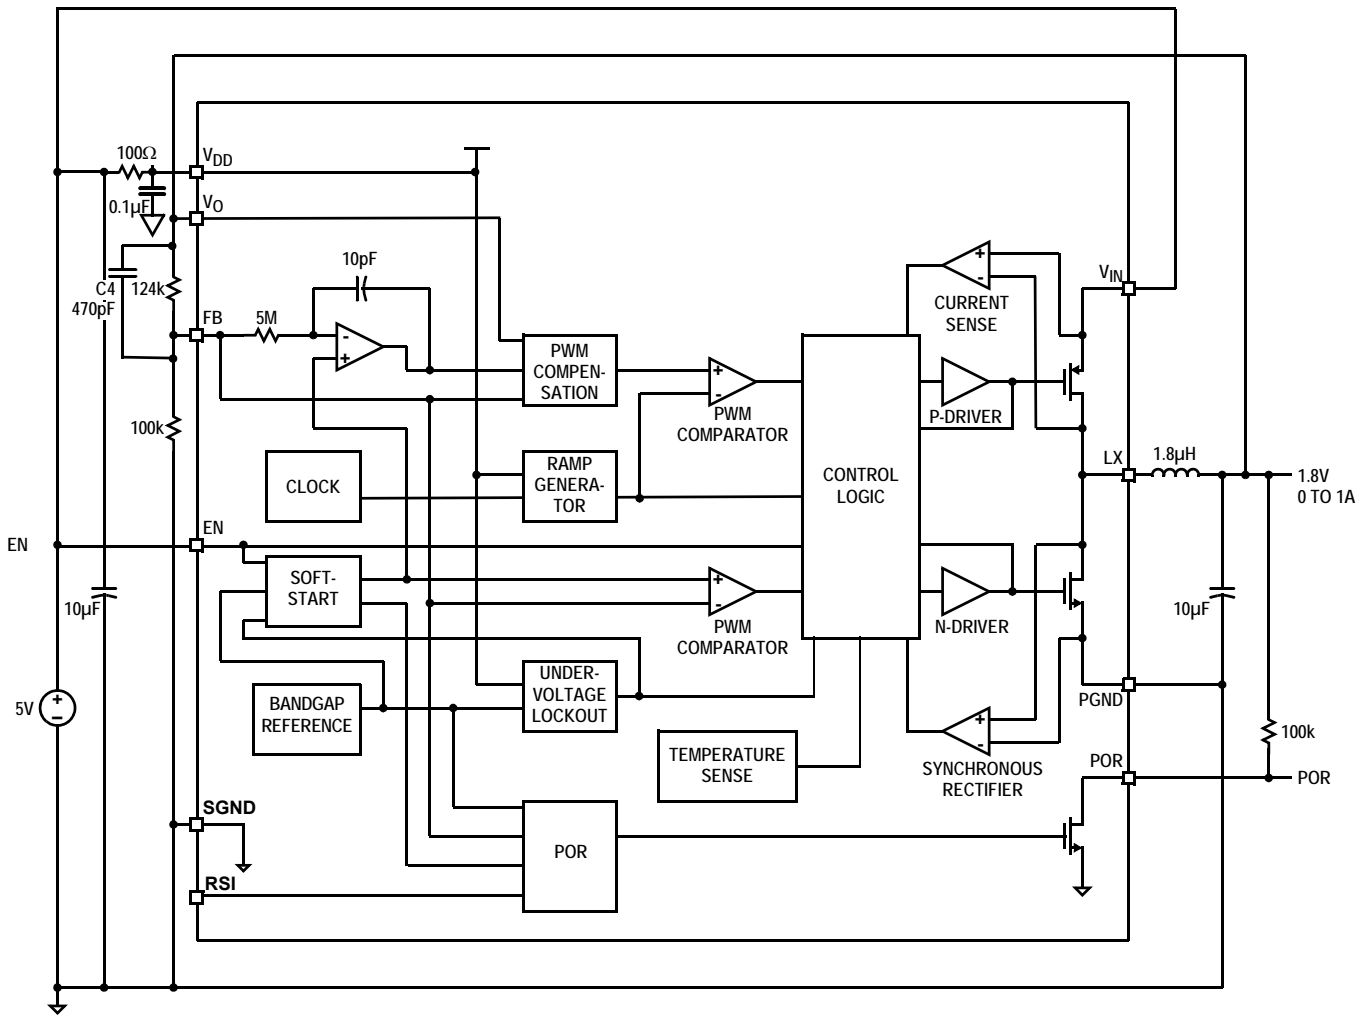 100Ω
V_DD
0.1µF
V_O
10pF
C4
470pF
124k
FB
5M
-
+
PWM
COMPEN-
SATION
+
-
PWM
COMPARATOR
+
-
CURRENT
SENSE
V_IN
P-DRIVER
100k
CLOCK
RAMP
GENERA-
TOR
CONTROL
LOGIC
LX
1.8µH
1.8V
0 TO 1A
EN
EN
SOFT-
START
+
-
PWM
COMPARATOR
N-DRIVER
10µF
10µF
5V
+
–
BANDGAP
REFERENCE
UNDER-
VOLTAGE
LOCKOUT
TEMPERATURE
SENSE
+
-
SYNCHRONOUS
RECTIFIER
PGND
100k
POR
POR
SGND
POR
RSI